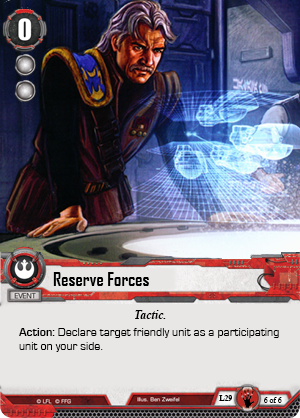 0
Reserve Forces
EVENT
Tactic.
Action: Declare target friendly unit as a participating
unit on your side.
© LFL © FFG
Illus. Ben Zweifel
L29
6 of 6